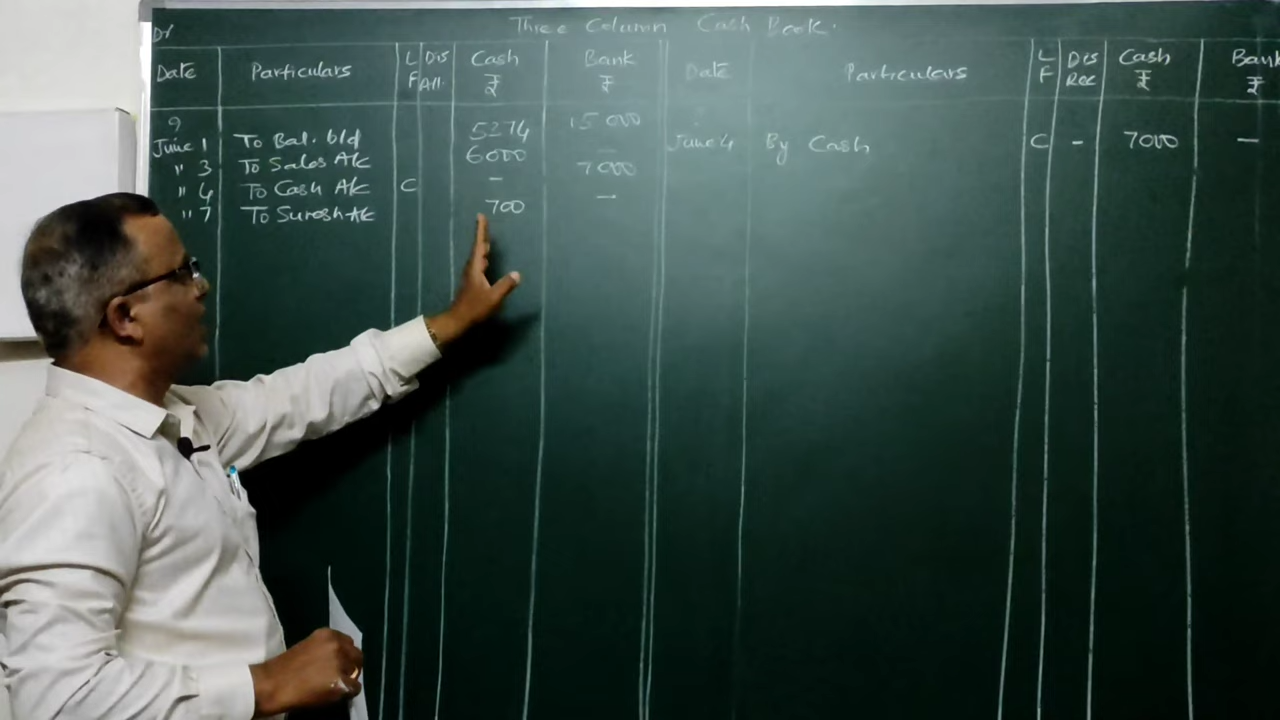 Three Column Cash Book.
Dr
Date Particulars L F Dis All. Cash ₹ Bank ₹ Date Particulars L F Dis Rec Cash ₹ Bank ₹
9
June 1 To Bal. b/d 5274 15000 June 4 By Cash C - 7000 —
" 3 To Sales A/c 6000 —
" 4 To Cash A/c C — 7000
" 7 To Suresh A/c 700 —